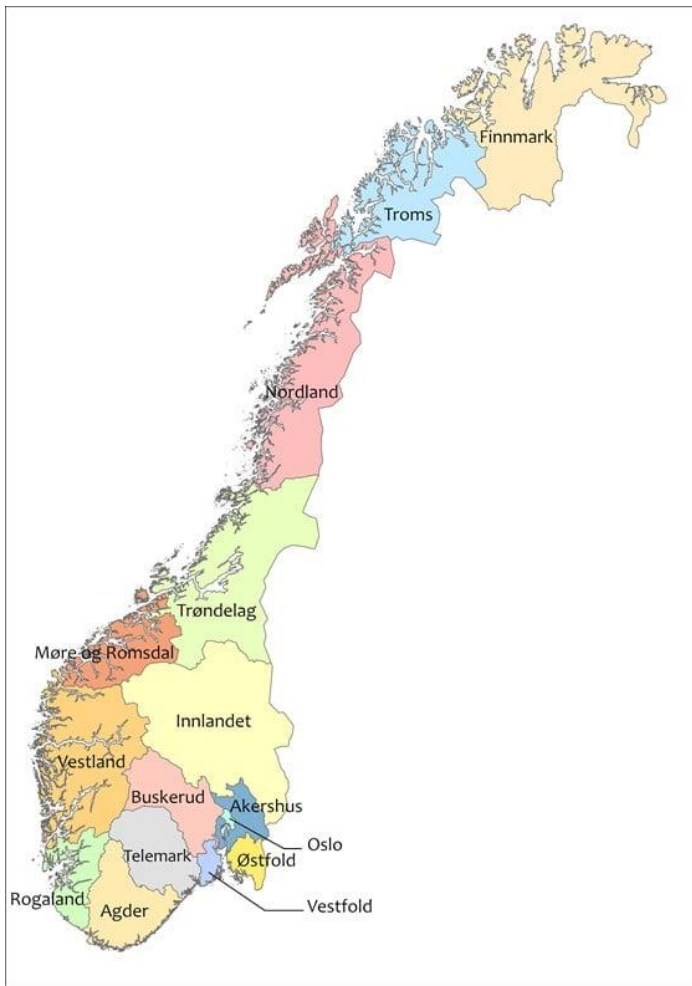 Finnmark
Troms
Nordland
Trøndelag
Møre og Romsdal
Innlandet
Vestland
Buskerud
Akershus
Oslo
Telemark
Østfold
Rogaland
Agder
Vestfold